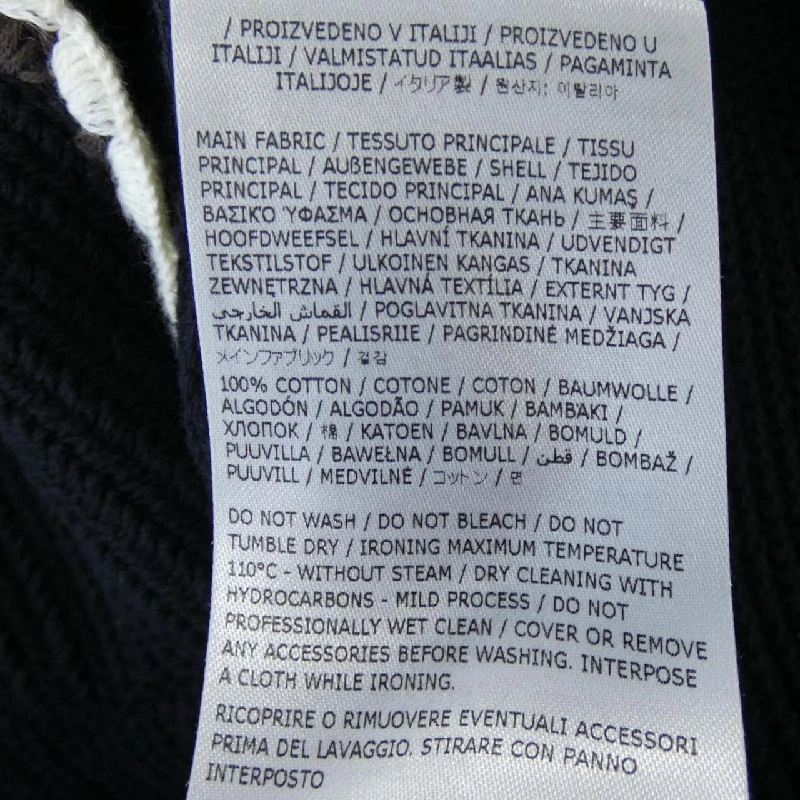 / PROIZVEDENO V ITALIJI / PROIZVEDENO U
ITALIJI / VALMISTATUD ITAALIAS / PAGAMINTA
ITALIJOJE / イタリア製 / 원산지: 이탈리아
MAIN FABRIC / TESSUTO PRINCIPALE / TISSU
PRINCIPAL / AUßENGEWEBE / SHELL / TEJIDO
PRINCIPAL / TECIDO PRINCIPAL / ANA KUMAŞ /
ΒΑΣΙΚΌ ΎΦΑΣΜΑ / ОСНОВНАЯ ТКАНЬ / 主要面料 /
HOOFDWEEFSEL / HLAVNÍ TKANINA / UDVENDIGT
TEKSTILSTOF / ULKOINEN KANGAS / TKANINA
ZEWNĘTRZNA / HLAVNÁ TEXTÍLIA / EXTERNT TYG /
القماش الخارجي / POGLAVITNA TKANINA / VANJSKA
TKANINA / PEALISRIIE / PAGRINDINĖ MEDŽIAGA /
メインファブリック / 겉감
100% COTTON / COTONE / COTON / BAUMWOLLE /
ALGODÓN / ALGODÃO / PAMUK / ΒΑΜΒΆΚΙ /
ХЛОПОК / 棉 / KATOEN / BAVLNA / BOMULD /
PUUVILLA / BAWEŁNA / BOMULL / قطن / BOMBAŽ /
PUUVILL / MEDVILNĖ / コットン / 면
DO NOT WASH / DO NOT BLEACH / DO NOT
TUMBLE DRY / IRONING MAXIMUM TEMPERATURE
110°C - WITHOUT STEAM / DRY CLEANING WITH
HYDROCARBONS - MILD PROCESS / DO NOT
PROFESSIONALLY WET CLEAN / COVER OR REMOVE
ANY ACCESSORIES BEFORE WASHING. INTERPOSE
A CLOTH WHILE IRONING.
RICOPRIRE O RIMUOVERE EVENTUALI ACCESSORI
PRIMA DEL LAVAGGIO. STIRARE CON PANNO
INTERPOSTO